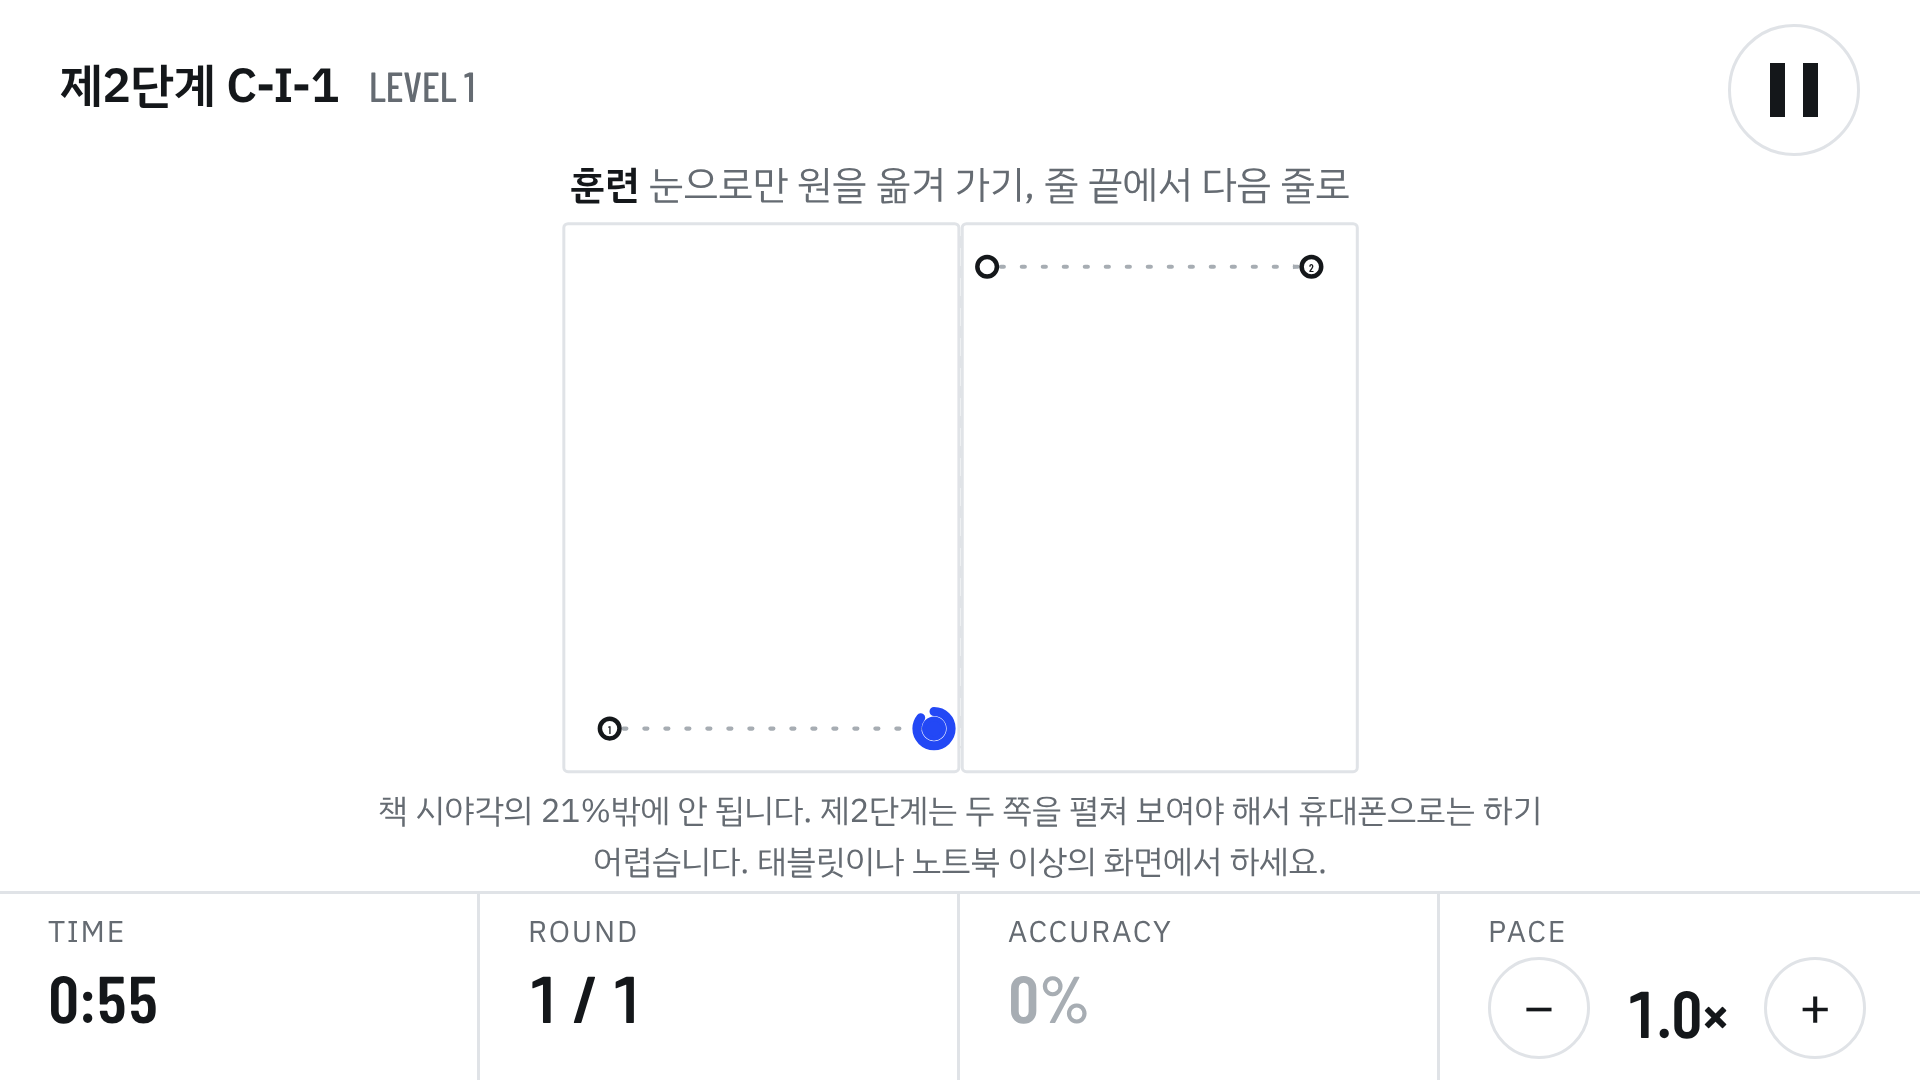 제2단계 C-I-1 LEVEL 1
훈련 눈으로만 원을 옮겨 가기, 줄 끝에서 다음 줄로
2
1
책 시야각의 21%밖에 안 됩니다. 제2단계는 두 쪽을 펼쳐 보여야 해서 휴대폰으로는 하기
어렵습니다. 태블릿이나 노트북 이상의 화면에서 하세요.
TIME
0:55
ROUND
1 / 1
ACCURACY
0%
PACE
− 1.0× +